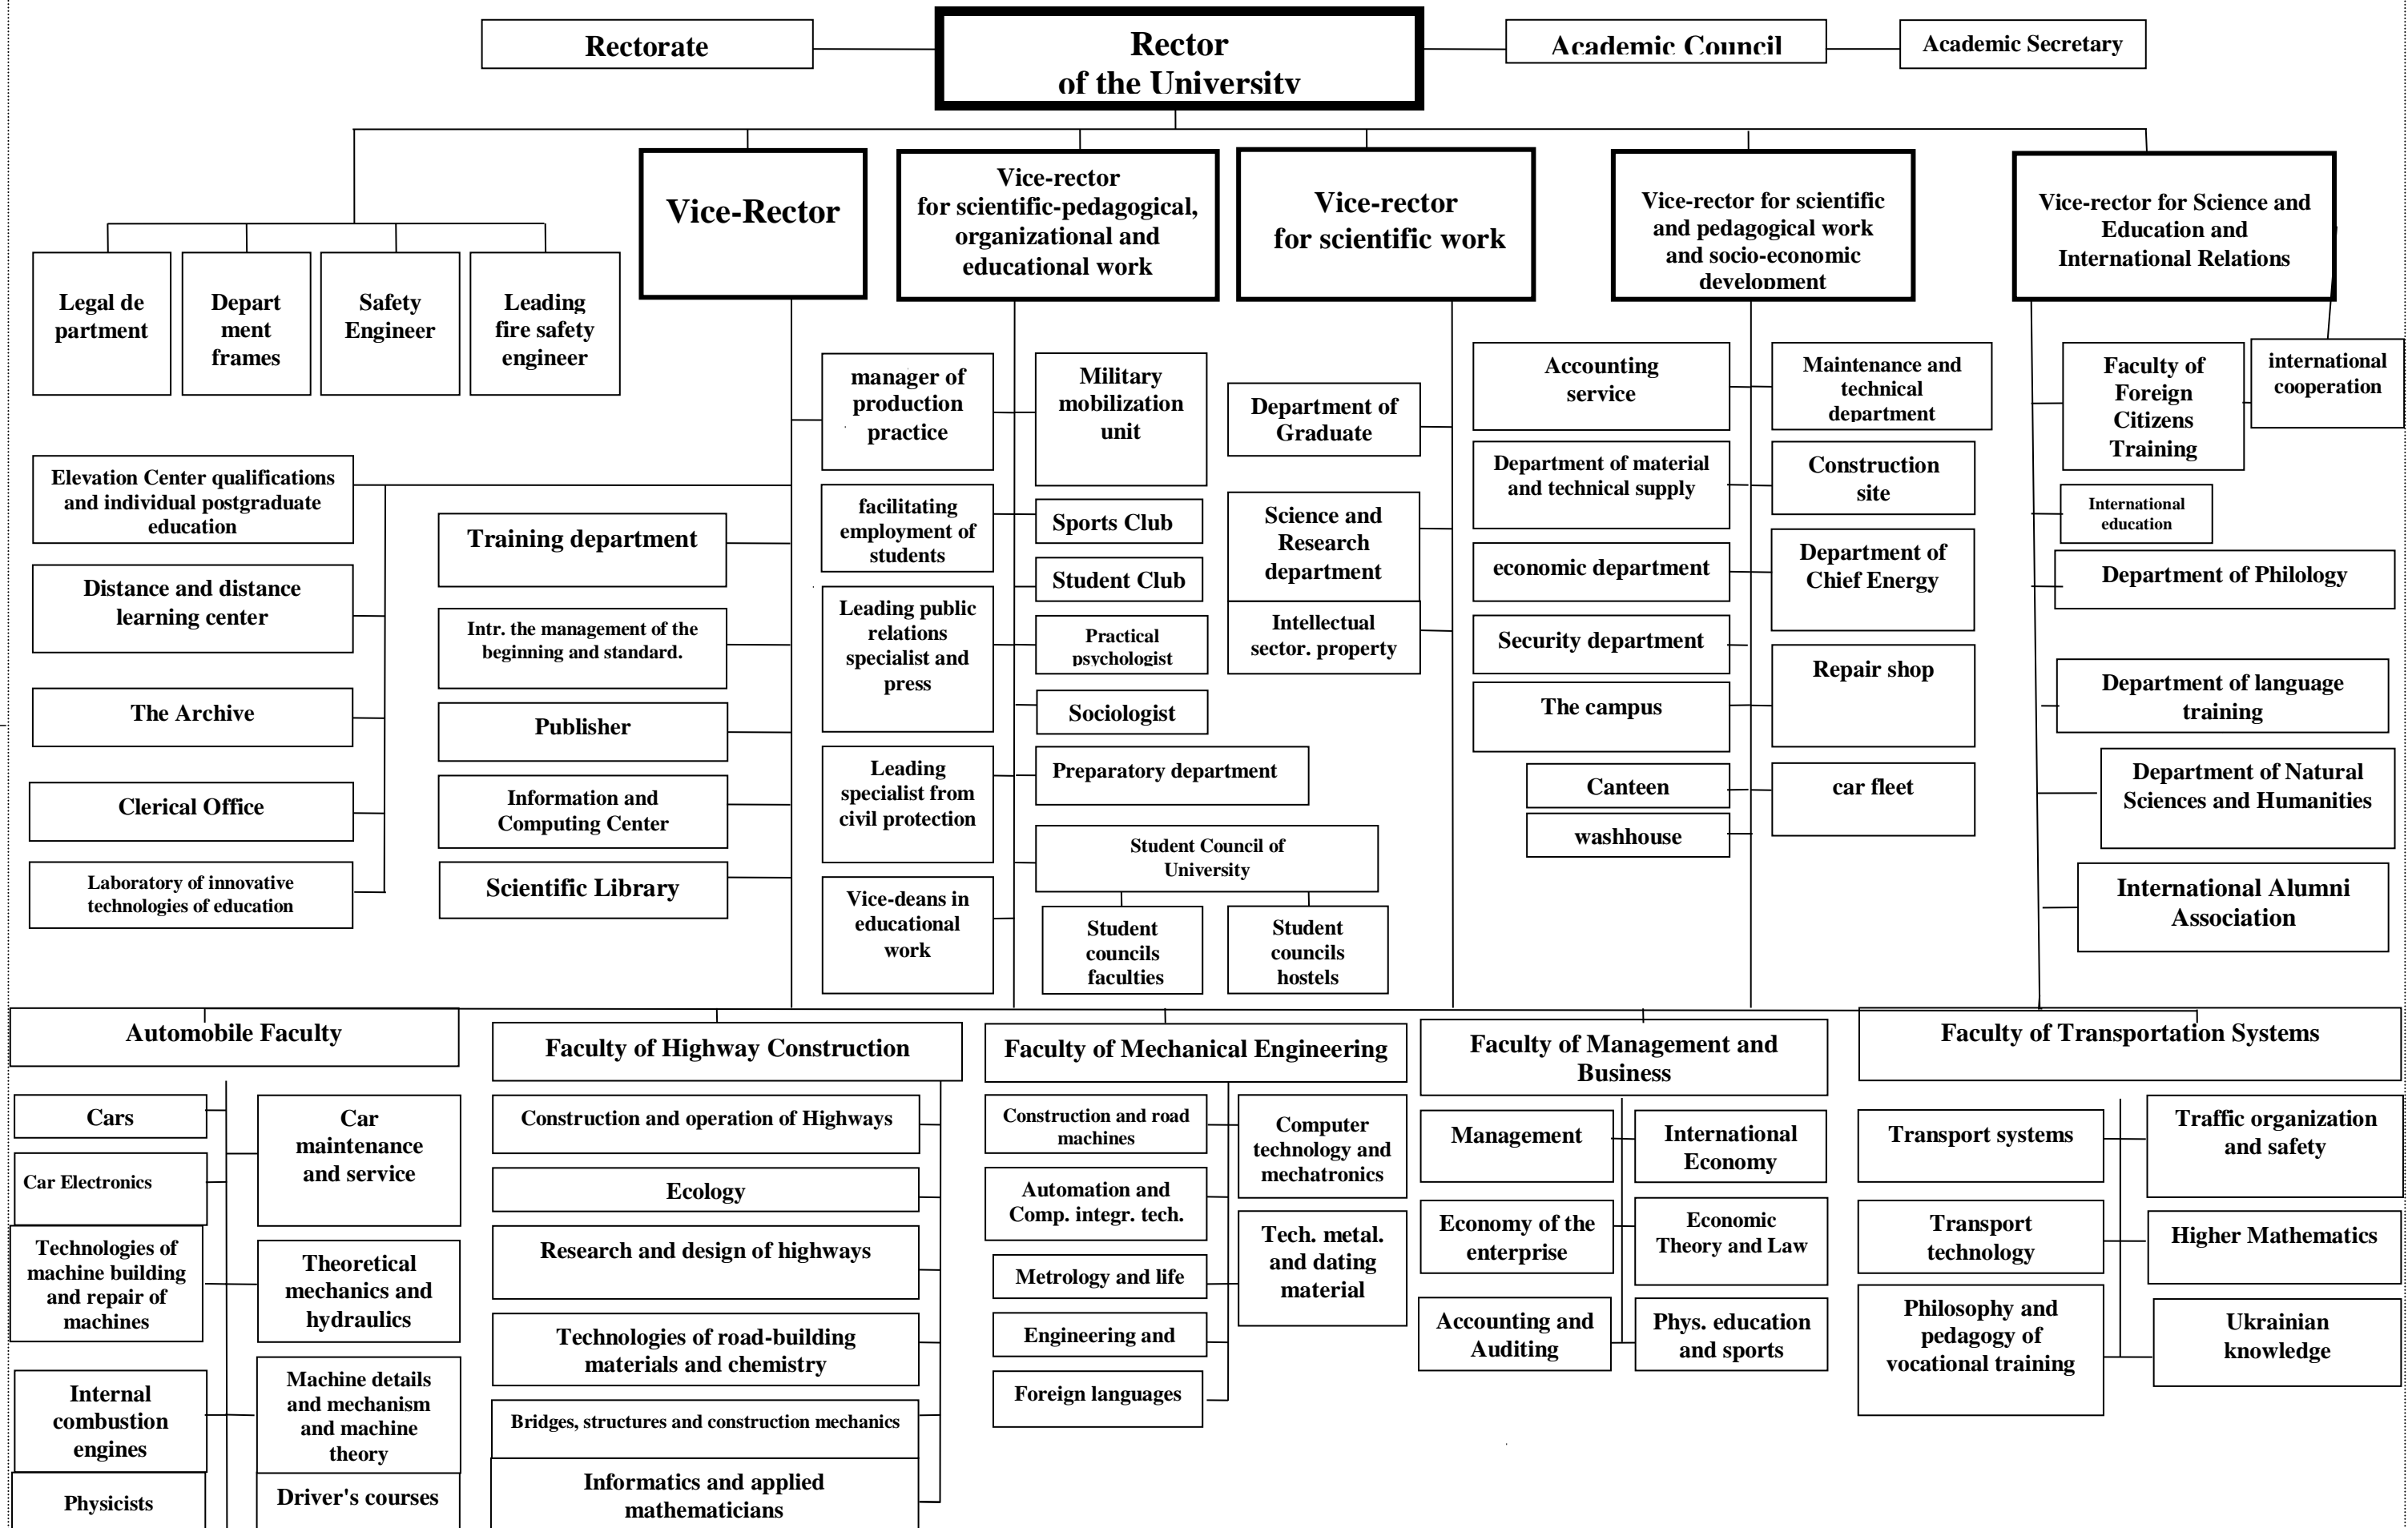 Rectorate
Rector
of the University
Academic Council
Academic Secretary
Vice-Rector
Vice-rector
for scientific-pedagogical,
organizational and
educational work
Vice-rector
for scientific work
Vice-rector for scientific
and pedagogical work
and socio-economic
development
Vice-rector for Science and
Education and
International Relations
Legal de
partment
Depart
ment
frames
Safety
Engineer
Leading
fire safety
engineer
Elevation Center qualifications
and individual postgraduate
education
Distance and distance
learning center
The Archive
Clerical Office
Laboratory of innovative
technologies of education
Training department
Intr. the management of the
beginning and standard.
Publisher
Information and
Computing Center
Scientific Library
manager of
production
practice
facilitating
employment of
students
Leading public
relations
specialist and
press
Leading
specialist from
civil protection
Vice-deans in
educational
work
Military
mobilization
unit
Sports Club
Student Club
Practical
psychologist
Sociologist
Preparatory department
Student Council of
University
Student
councils
faculties
Student
councils
hostels
Department of
Graduate
Science and
Research
department
Intellectual
sector. property
Accounting
service
Department of material
and technical supply
economic department
Security department
The campus
Canteen
washhouse
Maintenance and
technical
department
Construction
site
Department of
Chief Energy
Repair shop
car fleet
Faculty of
Foreign
Citizens
Training
international
cooperation
International
education
Department of Philology
Department of language
training
Department of Natural
Sciences and Humanities
International Alumni
Association
Automobile Faculty
Cars
Car Electronics
Technologies of
machine building
and repair of
machines
Internal
combustion
engines
Physicists
Car
maintenance
and service
Theoretical
mechanics and
hydraulics
Machine details
and mechanism
and machine
theory
Driver's courses
Faculty of Highway Construction
Construction and operation of Highways
Ecology
Research and design of highways
Technologies of road-building
materials and chemistry
Bridges, structures and construction mechanics
Informatics and applied
mathematicians
Faculty of Mechanical Engineering
Construction and road
machines
Automation and
Comp. integr. tech.
Metrology and life
Engineering and
Foreign languages
Computer
technology and
mechatronics
Tech. metal.
and dating
material
Faculty of Management and
Business
Management
Economy of the
enterprise
Accounting and
Auditing
International
Economy
Economic
Theory and Law
Phys. education
and sports
Faculty of Transportation Systems
Transport systems
Transport
technology
Philosophy and
pedagogy of
vocational training
Traffic organization
and safety
Higher Mathematics
Ukrainian
knowledge